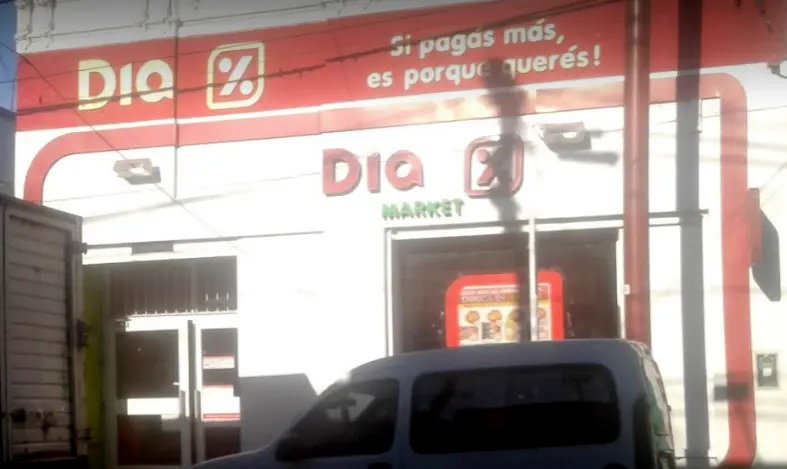 Dia %
Si pagás más,
es porque querés!
Dia %
MARKET